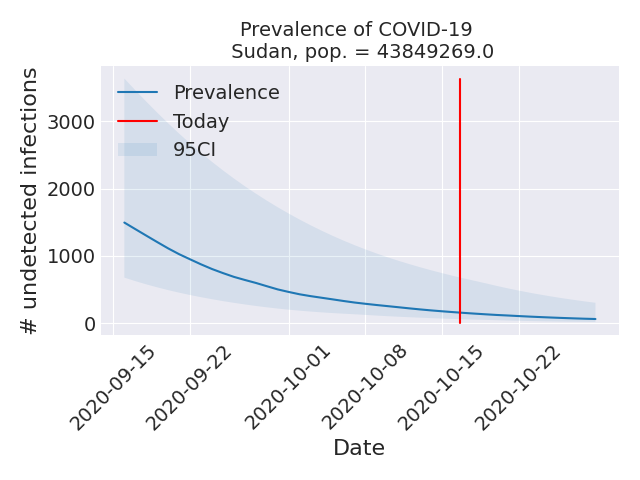 Prevalence of COVID-19
Sudan, pop. = 43849269.0
# undetected infections
3000
2000
1000
0
Prevalence
Today
95CI
2020-09-15
2020-09-22
2020-10-01
2020-10-08
2020-10-15
2020-10-22
Date